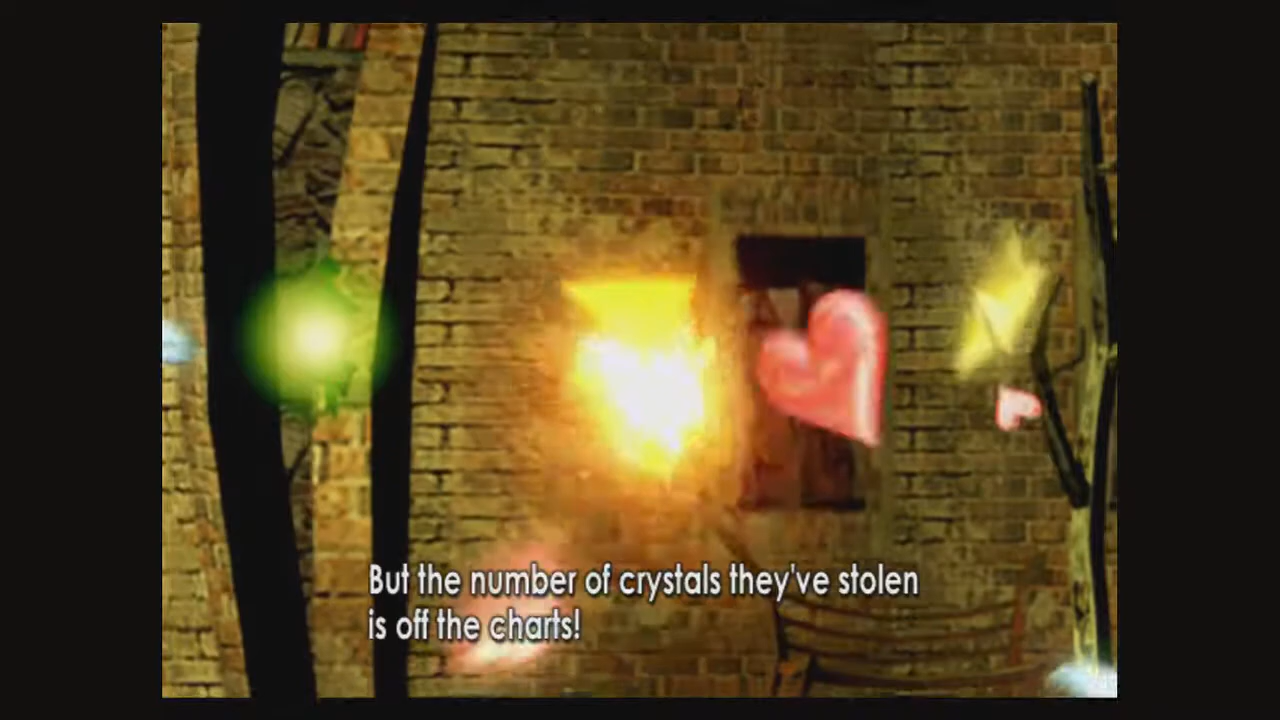 But the number of crystals they've stolen
is off the charts!